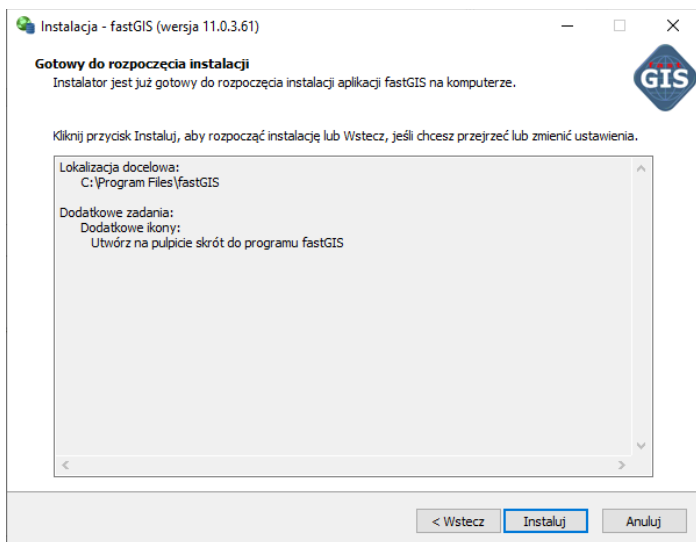 Instalacja - fastGIS (wersja 11.0.3.61)
Gotowy do rozpoczęcia instalacji
Instalator jest już gotowy do rozpoczęcia instalacji aplikacji fastGIS na komputerze.
GIS
Kliknij przycisk Instaluj, aby rozpocząć instalację lub Wstecz, jeśli chcesz przejrzeć lub zmienić ustawienia.
Lokalizacja docelowa:
C:\Program Files\fastGIS
Dodatkowe zadania:
Dodatkowe ikony:
Utwórz na pulpicie skrót do programu fastGIS
< Wstecz
Instaluj
Anuluj